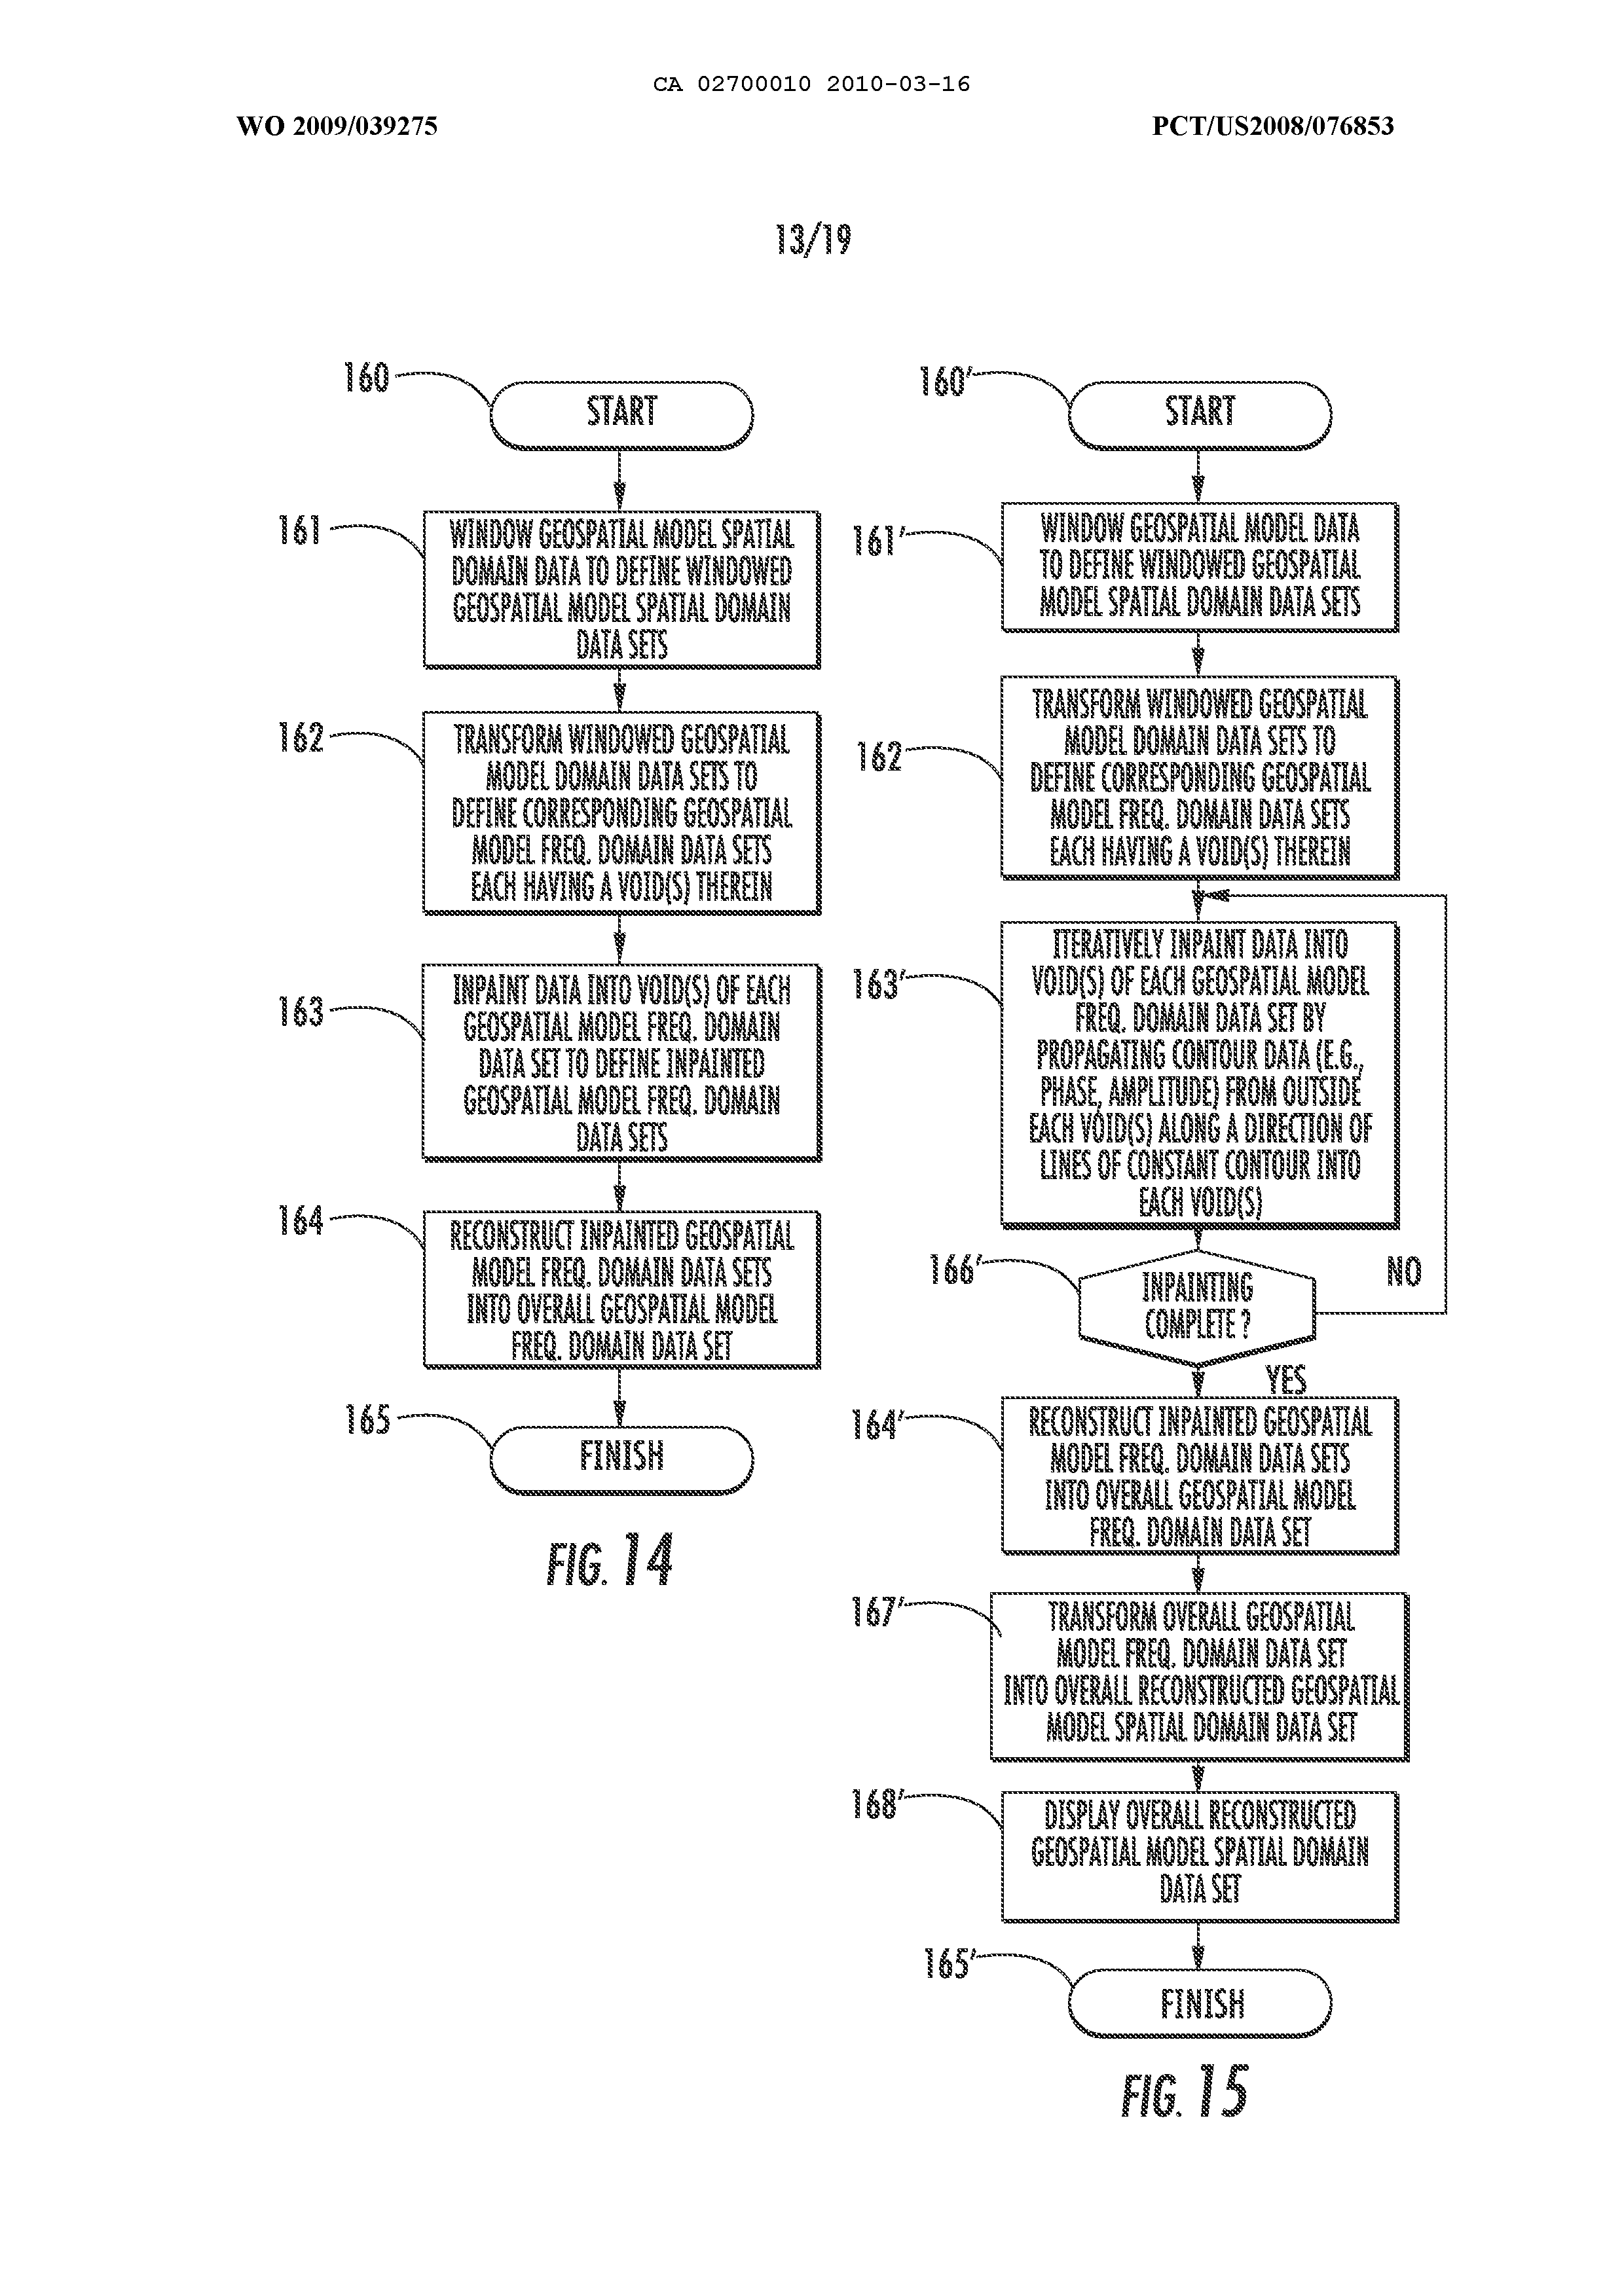 CA 02700010 2010-03-16
WO 2009/039275
PCT/US2008/076853
13/19
160
START
161
WINDOW GEOSPATIAL MODEL SPATIAL
DOMAIN DATA TO DEFINE WINDOWED
GEOSPATIAL MODEL SPATIAL DOMAIN
DATA SETS
162
TRANSFORM WINDOWED GEOSPATIAL
MODEL DOMAIN DATA SETS TO
DEFINE CORRESPONDING GEOSPATIAL
MODEL FREQ. DOMAIN DATA SETS
EACH HAVING A VOID(S) THEREIN
163
INPAINT DATA INTO VOID(S) OF EACH
GEOSPATIAL MODEL FREQ. DOMAIN
DATA SET TO DEFINE INPAINTED
GEOSPATIAL MODEL FREQ. DOMAIN
DATA SETS
164
RECONSTRUCT INPAINTED GEOSPATIAL
MODEL FREQ. DOMAIN DATA SETS
INTO OVERALL GEOSPATIAL MODEL
FREQ. DOMAIN DATA SET
165
FINISH
FIG. 14
160'
START
161'
WINDOW GEOSPATIAL MODEL DATA
TO DEFINE WINDOWED GEOSPATIAL
MODEL SPATIAL DOMAIN DATA SETS
162
TRANSFORM WINDOWED GEOSPATIAL
MODEL DOMAIN DATA SETS TO
DEFINE CORRESPONDING GEOSPATIAL
MODEL FREQ. DOMAIN DATA SETS
EACH HAVING A VOID(S) THEREIN
163'
ITERATIVELY INPAINT DATA INTO
VOID(S) OF EACH GEOSPATIAL MODEL
FREQ. DOMAIN DATA SET BY
PROPAGATING CONTOUR DATA (E.G.,
PHASE, AMPLITUDE) FROM OUTSIDE
EACH VOID(S) ALONG A DIRECTION OF
LINES OF CONSTANT CONTOUR INTO
EACH VOID(S)
166'
INPAINTING
COMPLETE ?
NO
YES
164'
RECONSTRUCT INPAINTED GEOSPATIAL
MODEL FREQ. DOMAIN DATA SETS
INTO OVERALL GEOSPATIAL MODEL
FREQ. DOMAIN DATA SET
167'
TRANSFORM OVERALL GEOSPATIAL
MODEL FREQ. DOMAIN DATA SET
INTO OVERALL RECONSTRUCTED GEOSPATIAL
MODEL SPATIAL DOMAIN DATA SET
168'
DISPLAY OVERALL RECONSTRUCTED
GEOSPATIAL MODEL SPATIAL DOMAIN
DATA SET
165'
FINISH
FIG. 15